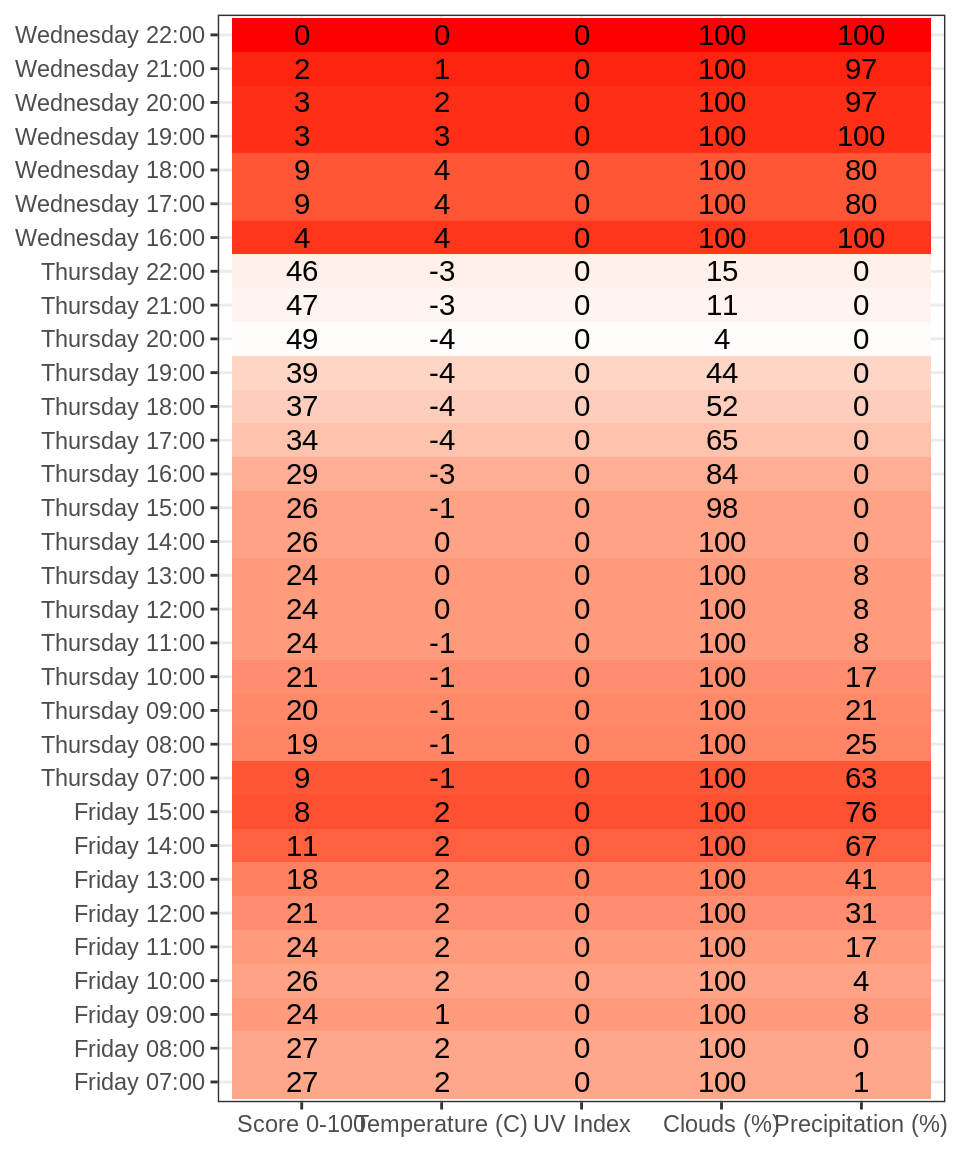 Wednesday 22:00 0 0 0 100 100
Wednesday 21:00 2 1 0 100 97
Wednesday 20:00 3 2 0 100 97
Wednesday 19:00 3 3 0 100 100
Wednesday 18:00 9 4 0 100 80
Wednesday 17:00 9 4 0 100 80
Wednesday 16:00 4 4 0 100 100
Thursday 22:00 46 -3 0 15 0
Thursday 21:00 47 -3 0 11 0
Thursday 20:00 49 -4 0 4 0
Thursday 19:00 39 -4 0 44 0
Thursday 18:00 37 -4 0 52 0
Thursday 17:00 34 -4 0 65 0
Thursday 16:00 29 -3 0 84 0
Thursday 15:00 26 -1 0 98 0
Thursday 14:00 26 0 0 100 0
Thursday 13:00 24 0 0 100 8
Thursday 12:00 24 0 0 100 8
Thursday 11:00 24 -1 0 100 8
Thursday 10:00 21 -1 0 100 17
Thursday 09:00 20 -1 0 100 21
Thursday 08:00 19 -1 0 100 25
Thursday 07:00 9 -1 0 100 63
Friday 15:00 8 2 0 100 76
Friday 14:00 11 2 0 100 67
Friday 13:00 18 2 0 100 41
Friday 12:00 21 2 0 100 31
Friday 11:00 24 2 0 100 17
Friday 10:00 26 2 0 100 4
Friday 09:00 24 1 0 100 8
Friday 08:00 27 2 0 100 0
Friday 07:00 27 2 0 100 1
Score 0-100 Temperature (C) UV Index Clouds (%) Precipitation (%)